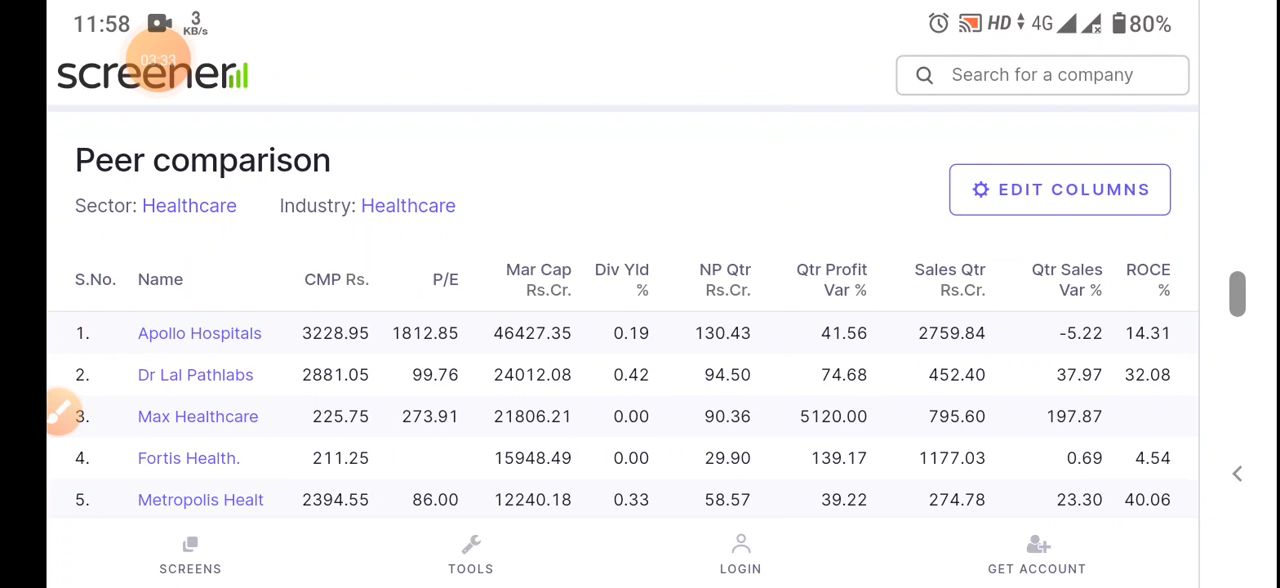 11:58 3 KB/s HD 4G 80%
03:33
screener Search for a company
Peer comparison
EDIT COLUMNS
Sector: Healthcare Industry: Healthcare
S.No. Name CMP Rs. P/E Mar Cap Rs.Cr. Div Yld % NP Qtr Rs.Cr. Qtr Profit Var % Sales Qtr Rs.Cr. Qtr Sales Var % ROCE %
1. Apollo Hospitals 3228.95 1812.85 46427.35 0.19 130.43 41.56 2759.84 -5.22 14.31
2. Dr Lal Pathlabs 2881.05 99.76 24012.08 0.42 94.50 74.68 452.40 37.97 32.08
3. Max Healthcare 225.75 273.91 21806.21 0.00 90.36 5120.00 795.60 197.87
4. Fortis Health. 211.25 15948.49 0.00 29.90 139.17 1177.03 0.69 4.54
5. Metropolis Healt 2394.55 86.00 12240.18 0.33 58.57 39.22 274.78 23.30 40.06
SCREENS TOOLS LOGIN GET ACCOUNT